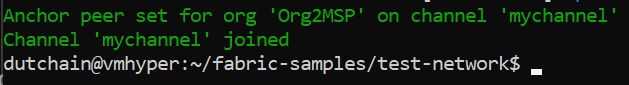 Anchor peer set for org 'Org2MSP' on channel 'mychannel'
Channel 'mychannel' joined
dutchain@vmhyper:~/fabric-samples/test-network$